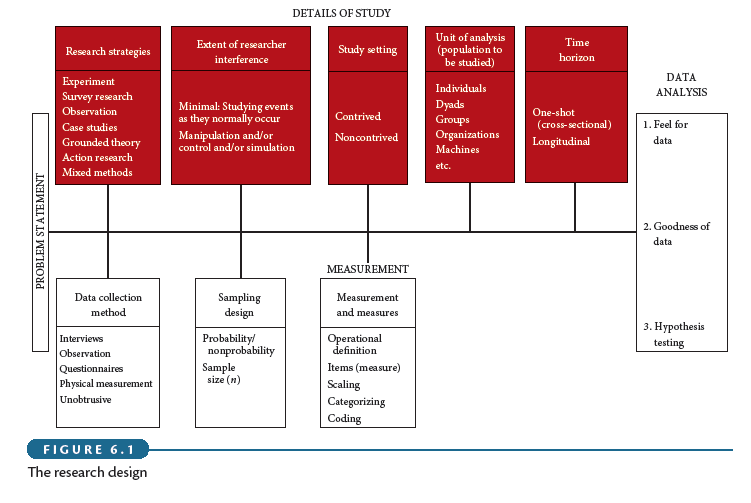 DETAILS OF STUDY
Research strategies
Experiment
Survey research
Observation
Case studies
Grounded theory
Action research
Mixed methods
Extent of researcher
interference
Minimal: Studying events
as they normally occur
Manipulation and/or
control and/or simulation
Study setting
Contrived
Noncontrived
Unit of analysis
(population to
be studied)
Individuals
Dyads
Groups
Organizations
Machines
etc.
Time
horizon
One-shot
(cross-sectional)
Longitudinal
DATA
ANALYSIS
1. Feel for
data
2. Goodness of
data
3. Hypothesis
testing
PROBLEM STATEMENT
Data collection
method
Interviews
Observation
Questionnaires
Physical measurement
Unobtrusive
Sampling
design
Probability/
nonprobability
Sample
size (n)
MEASUREMENT
Measurement
and measures
Operational
definition
Items (measure)
Scaling
Categorizing
Coding
FIGURE 6.1
The research design